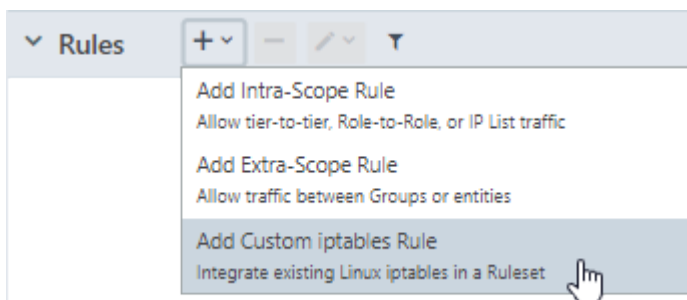 Rules
Add Intra-Scope Rule
Allow tier-to-tier, Role-to-Role, or IP List traffic
Add Extra-Scope Rule
Allow traffic between Groups or entities
Add Custom iptables Rule
Integrate existing Linux iptables in a Ruleset